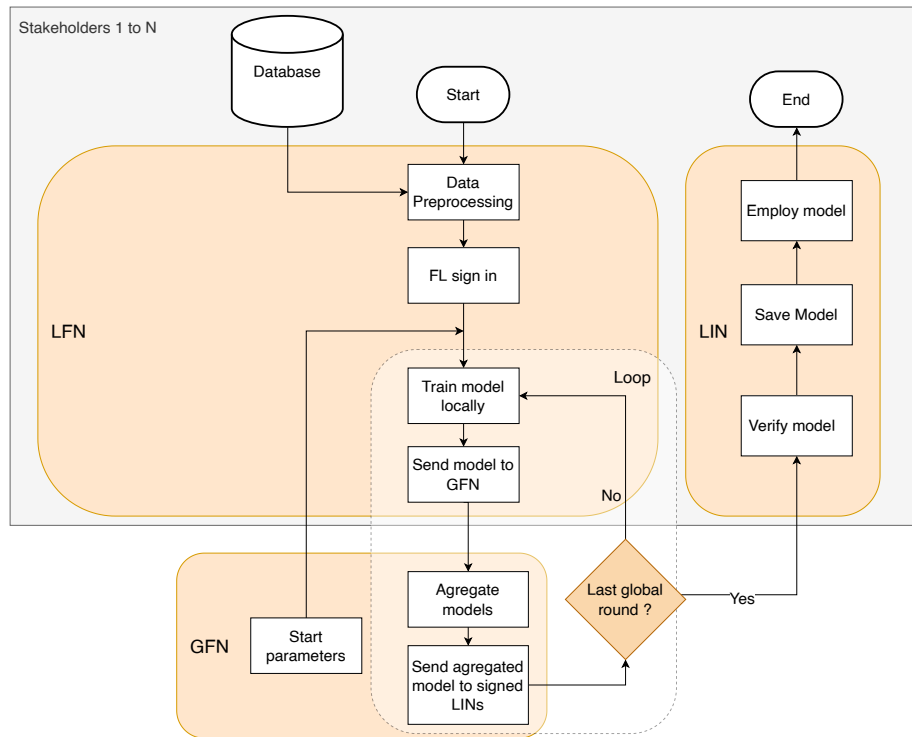 Stakeholders 1 to N
Database
Start
End
Data
Preprocessing
Employ model
FL sign in
LFN
Save Model
LIN
Loop
Train model
locally
Verify model
Send model to
GFN
No
Agregate
models
Last global
round ?
Yes
GFN
Start
parameters
Send agregated
model to signed
LINs